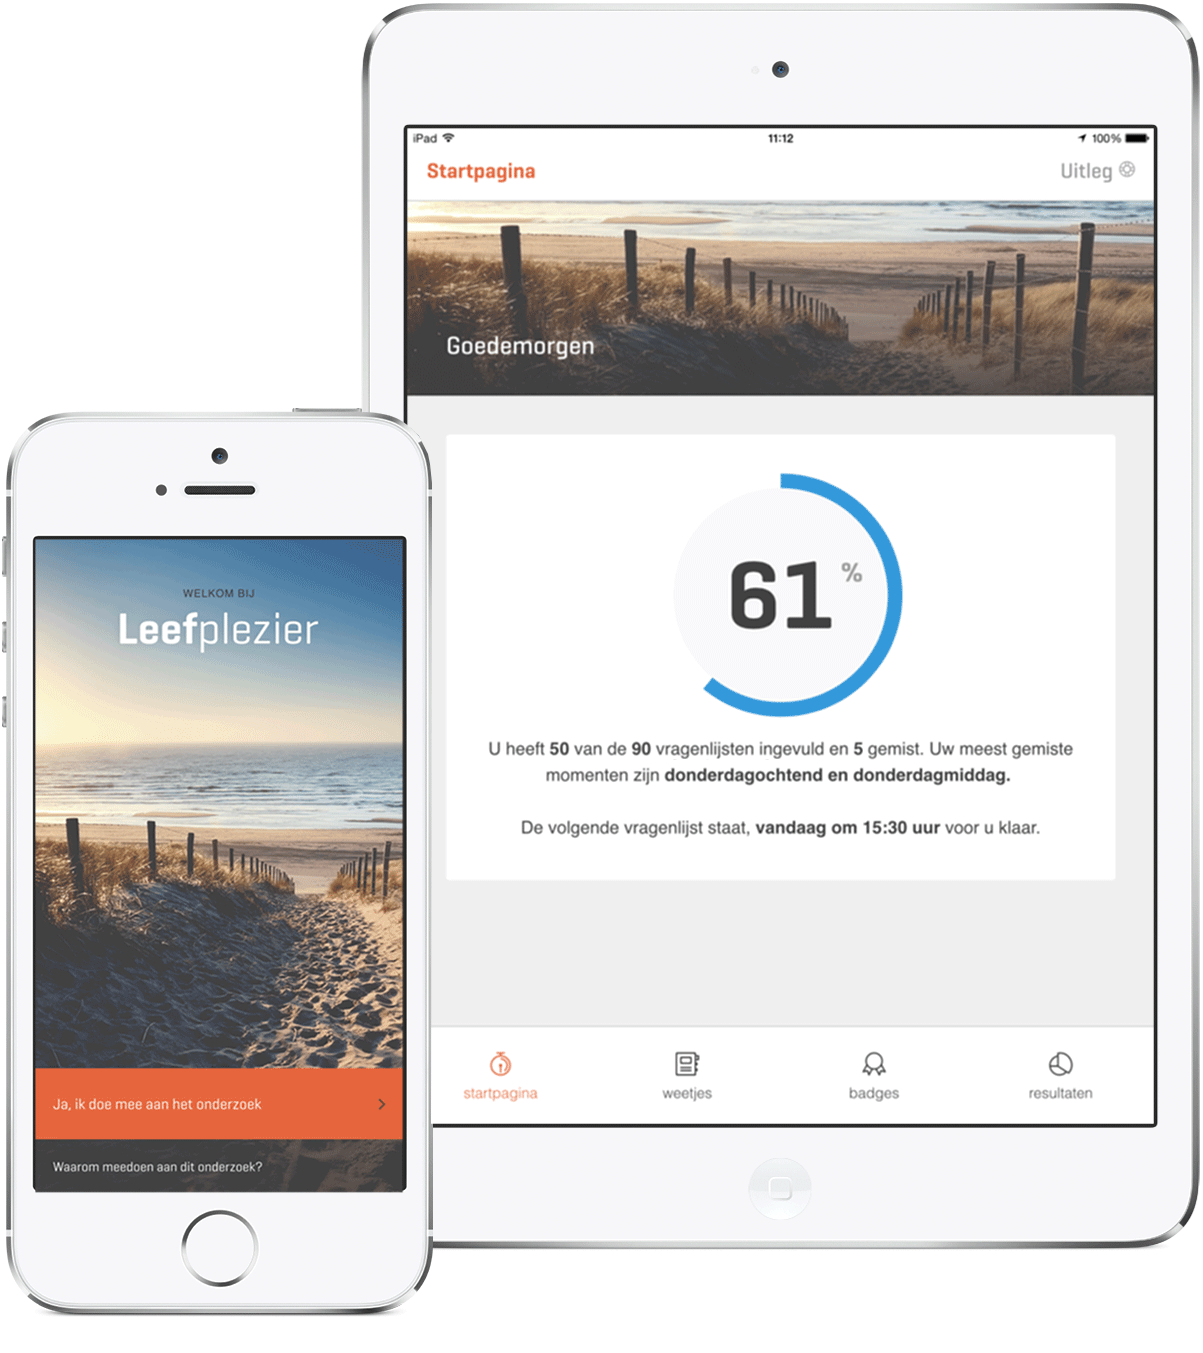 iPad
11:12
100%
Startpagina
Uitleg
Goedemorgen
61 %
U heeft 50 van de 90 vragenlijsten ingevuld en 5 gemist. Uw meest gemiste
momenten zijn donderdagochtend en donderdagmiddag.
De volgende vragenlijst staat, vandaag om 15:30 uur voor u klaar.
startpagina
weetjes
badges
resultaten
WELKOM BIJ
Leefplezier
Ja, ik doe mee aan het onderzoek
Waarom meedoen aan dit onderzoek?